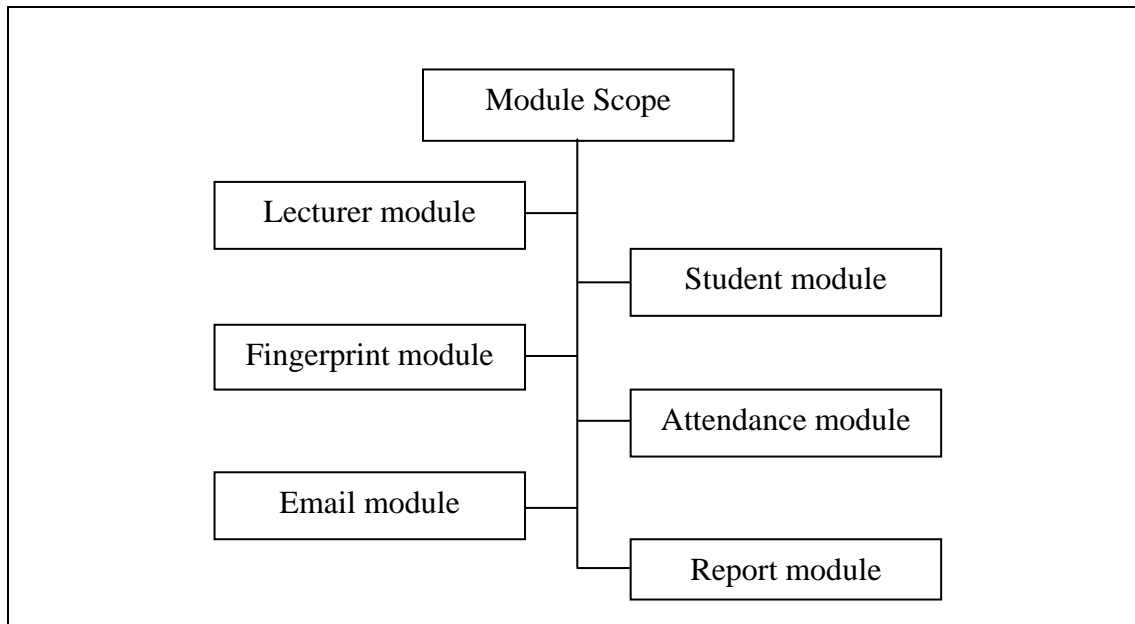 Module Scope
Lecturer module
Student module
Fingerprint module
Attendance module
Email module
Report module